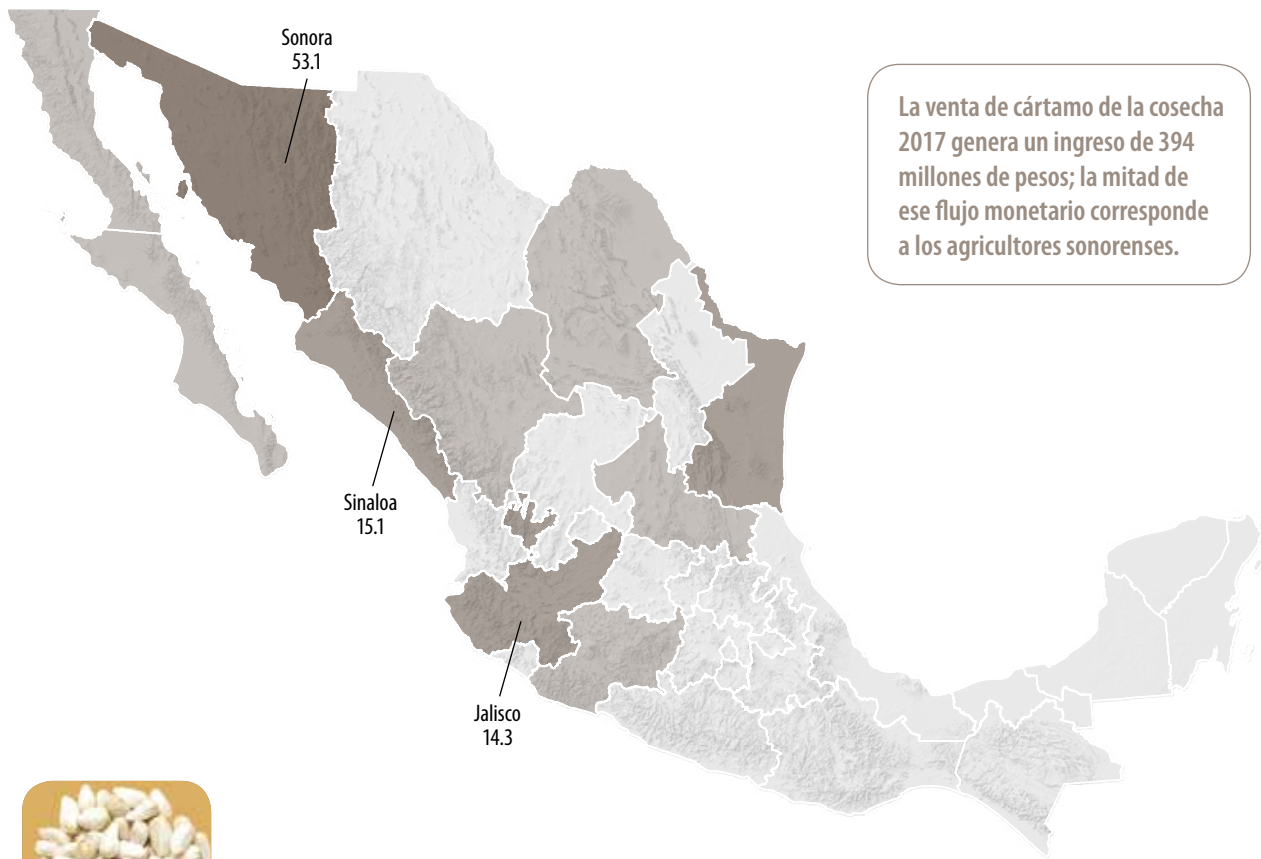 Sonora
53.1
La venta de cártamo de la cosecha
2017 genera un ingreso de 394
millones de pesos; la mitad de
ese flujo monetario corresponde
a los agricultores sonorenses.
Sinaloa
15.1
Jalisco
14.3